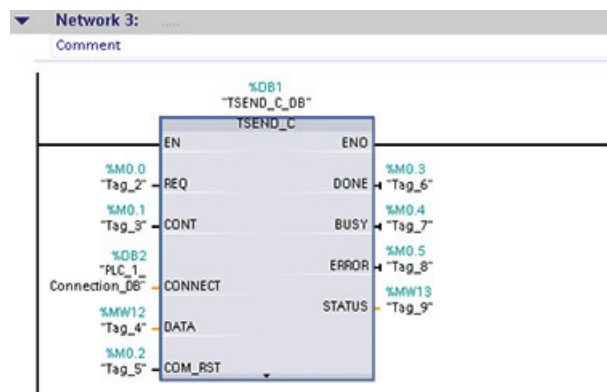 Network 3: .....
Comment
%DB1
"TSEND_C_DB"
TSEND_C
EN ENO
%M0.0
"Tag_2" REQ
%M0.1
"Tag_3" CONT
%DB2
"PLC_1_
Connection_DB" CONNECT
%MW12
"Tag_4" DATA
%M0.2
"Tag_5" COM_RST
%M0.3
DONE "Tag_6"
%M0.4
BUSY "Tag_7"
%M0.5
ERROR "Tag_8"
%MW13
STATUS "Tag_9"